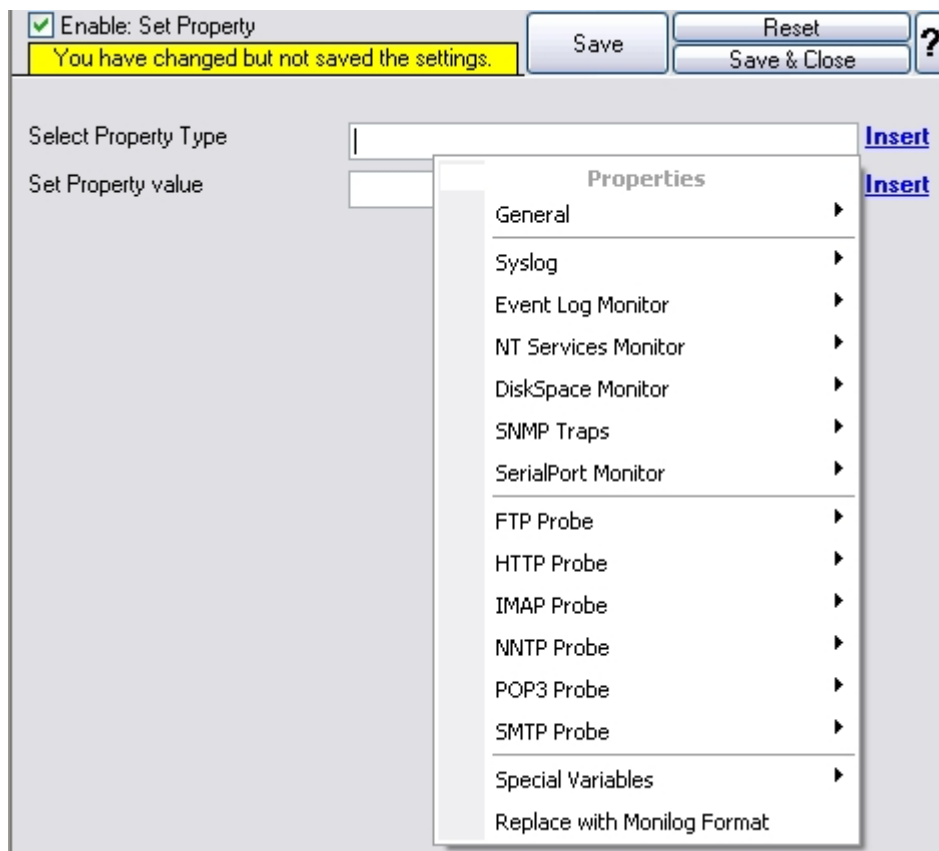 Enable: Set Property
You have changed but not saved the settings.
Save
Reset
Save & Close
?
Select Property Type
Insert
Set Property value
Insert
Properties
General
Syslog
Event Log Monitor
NT Services Monitor
DiskSpace Monitor
SNMP Traps
SerialPort Monitor
FTP Probe
HTTP Probe
IMAP Probe
NNTP Probe
POP3 Probe
SMTP Probe
Special Variables
Replace with Monilog Format